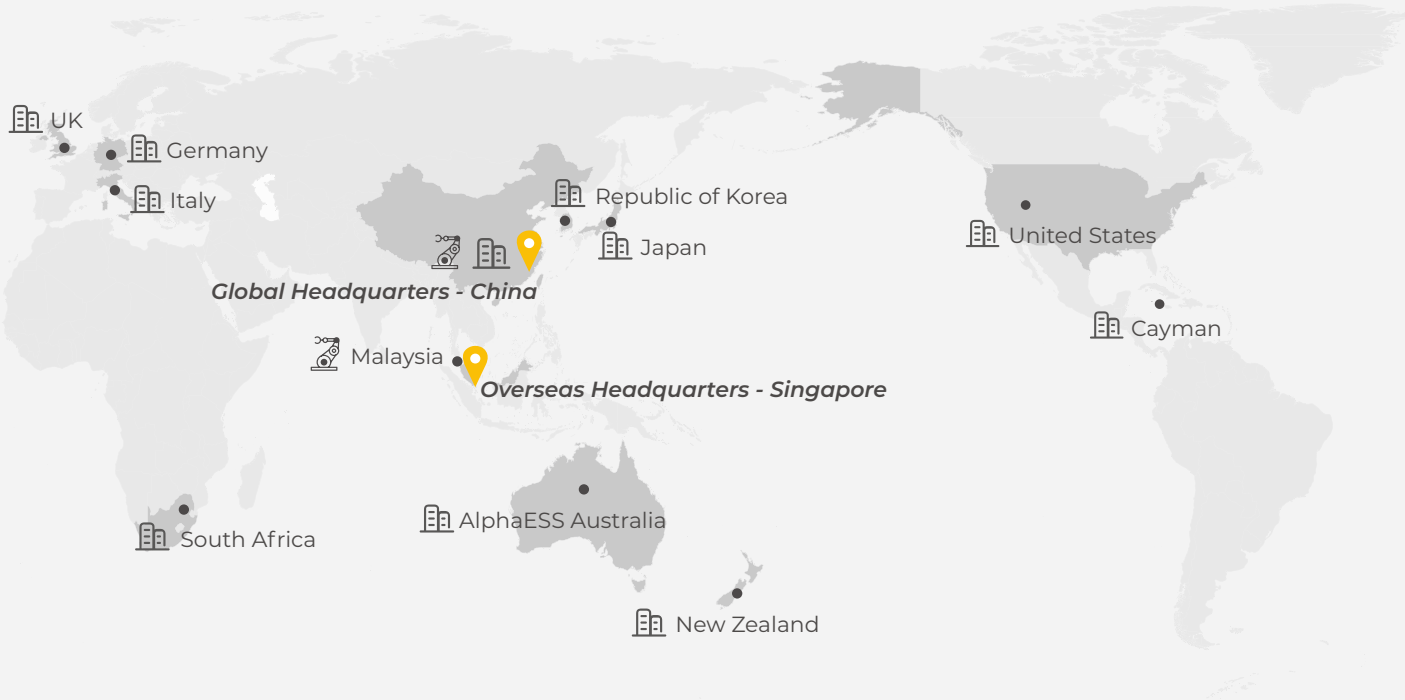 UK
Germany
Italy
Republic of Korea
Japan
United States
Global Headquarters - China
Cayman
Malaysia
Overseas Headquarters - Singapore
AlphaESS Australia
South Africa
New Zealand